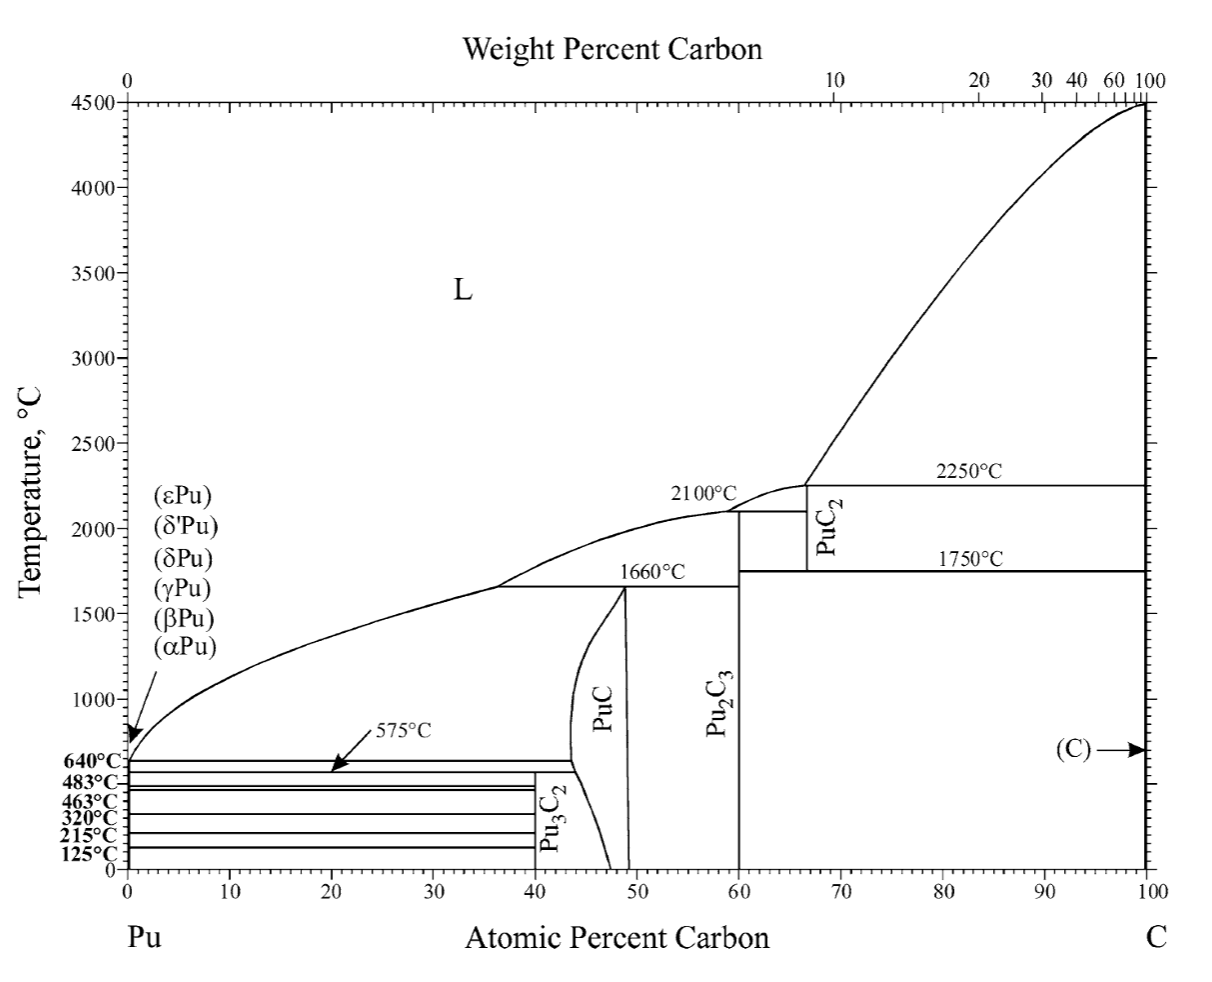 Weight Percent Carbon
0 10 20 30 40 60 100
4500
4000
3500
L
3000
Temperature, °C
2500
2250°C
2100°C
(εPu)
(δ'Pu)
(δPu)
(γPu)
(βPu)
(αPu)
2000
PuC2
1750°C
1660°C
1500
1000
PuC
Pu2C3
575°C
(C)
640°C
483°C
463°C
320°C
215°C
125°C
Pu3C2
0
0 10 20 30 40 50 60 70 80 90 100
Pu Atomic Percent Carbon C